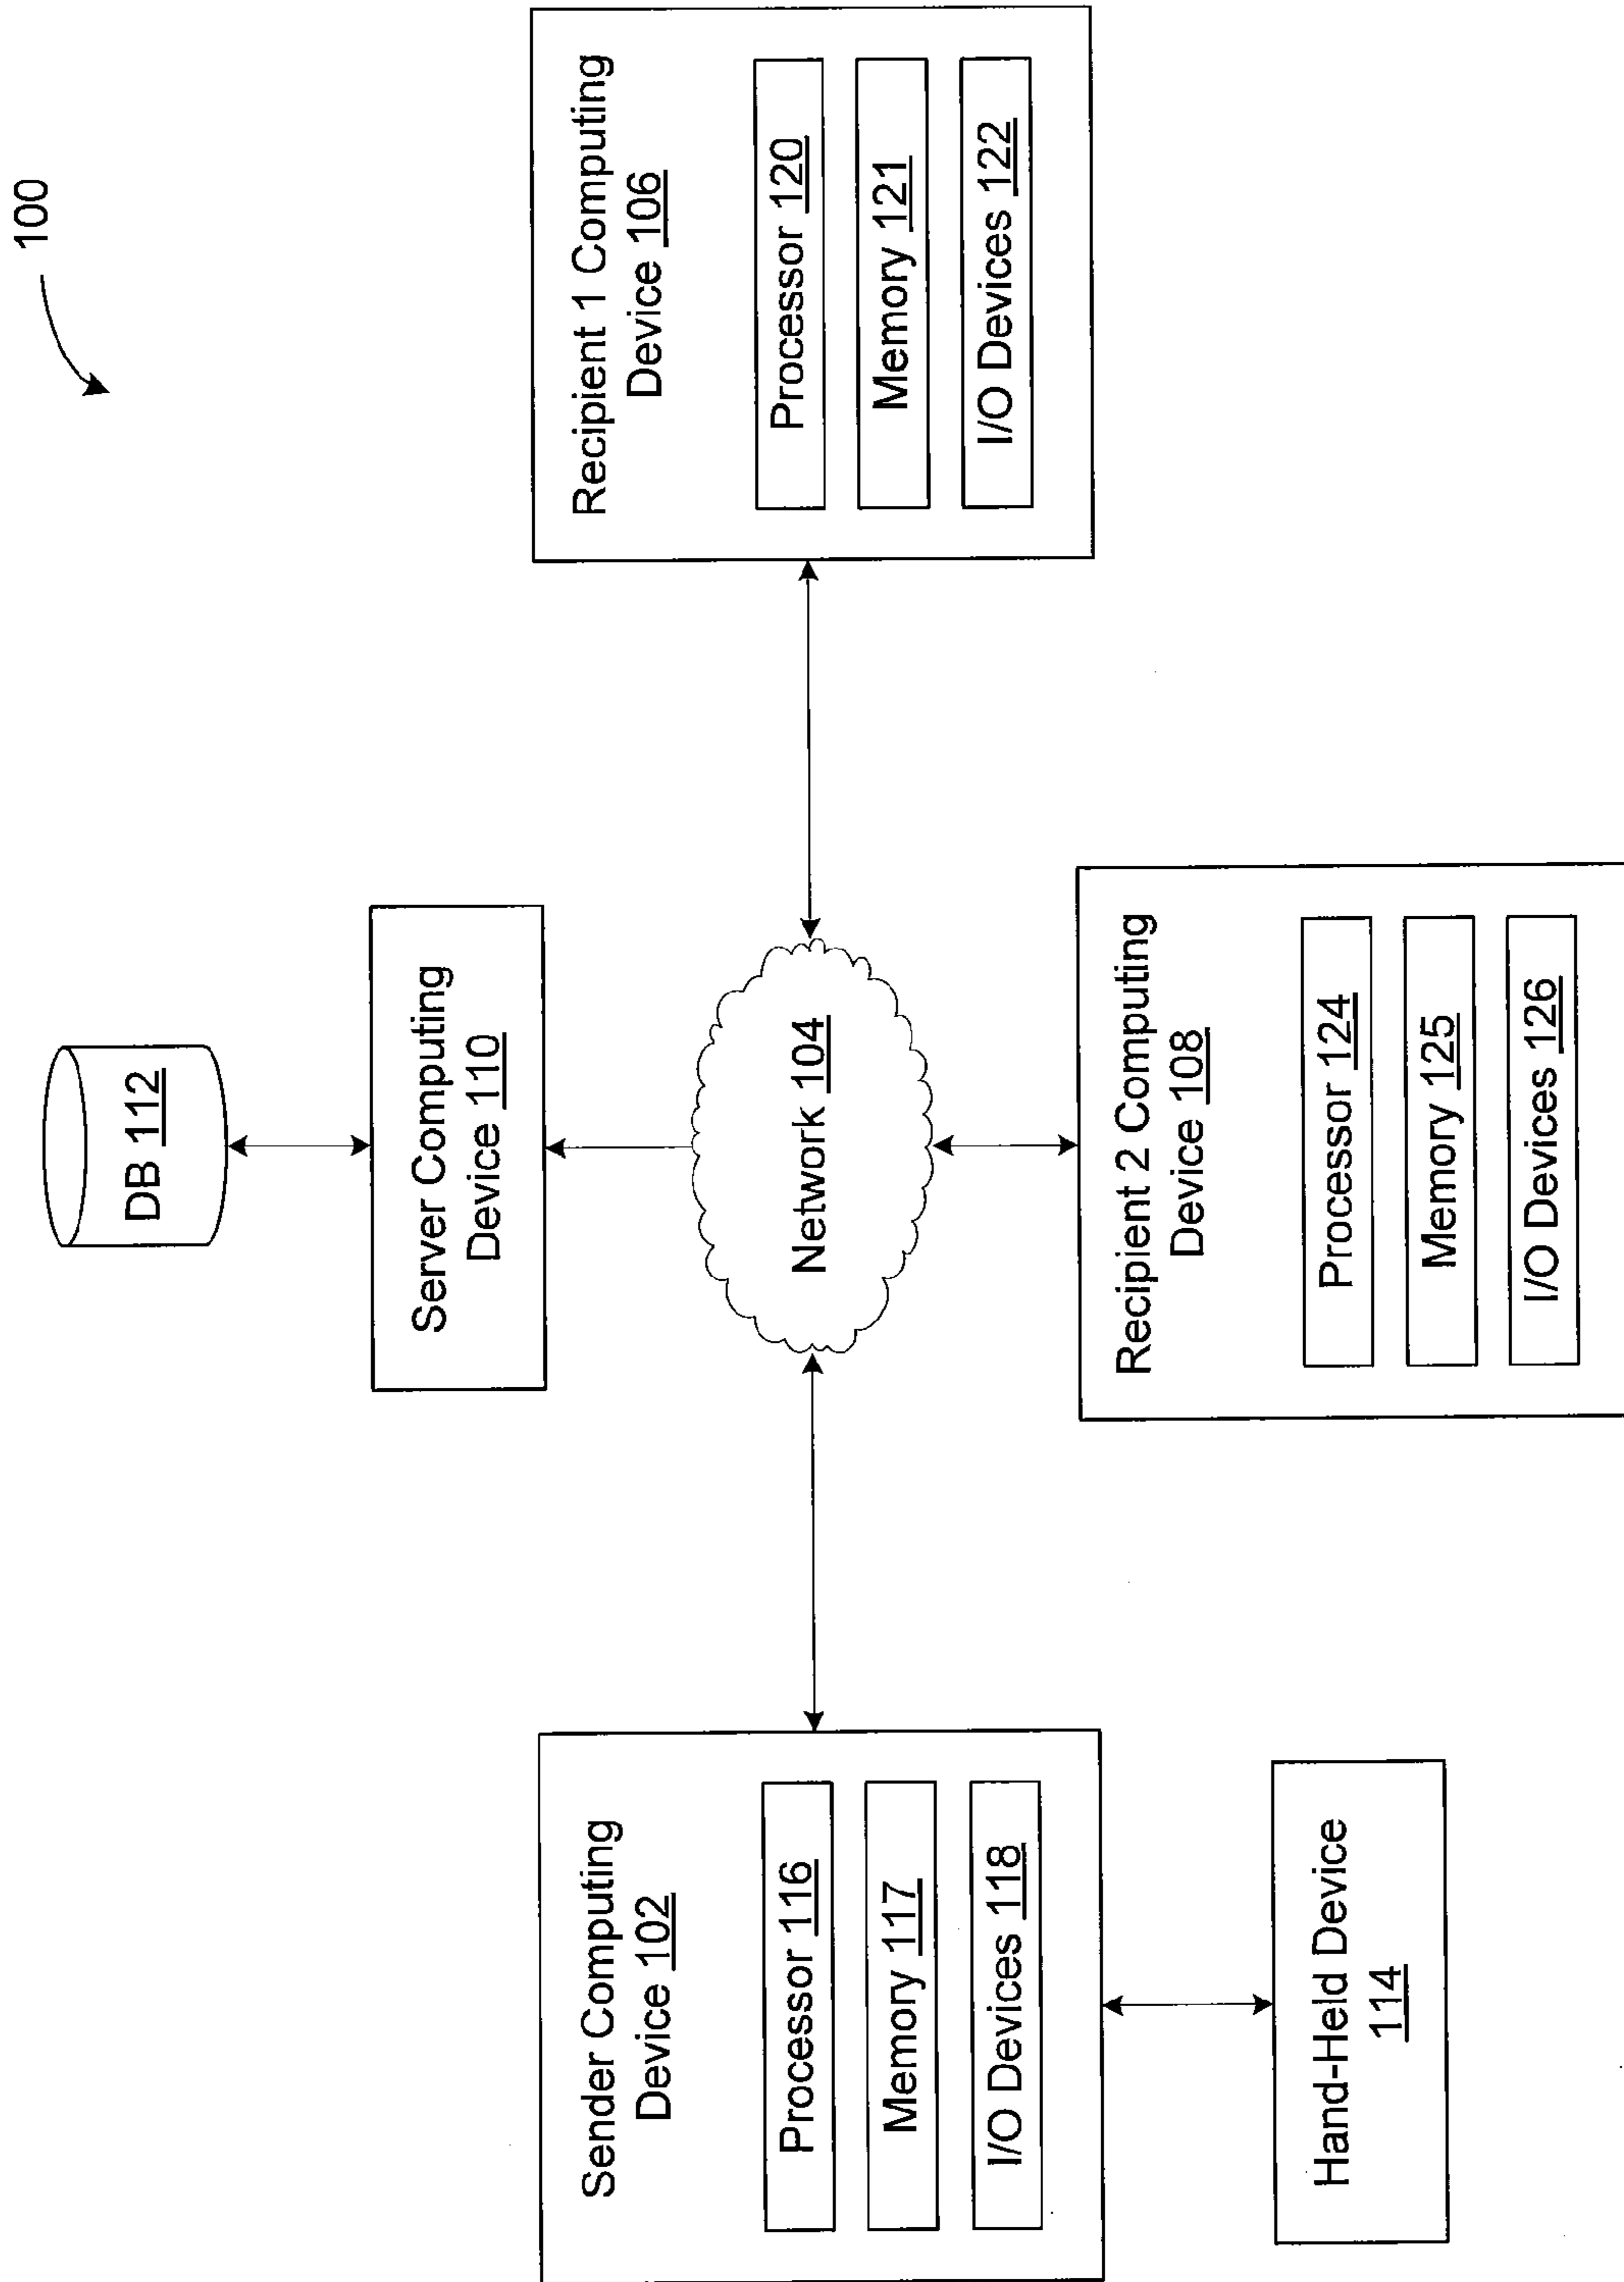 100
DB 112
Server Computing
Device 110
Sender Computing
Device 102
Processor 116
Memory 117
I/O Devices 118
Network 104
Recipient 1 Computing
Device 106
Processor 120
Memory 121
I/O Devices 122
Hand-Held Device
114
Recipient 2 Computing
Device 108
Processor 124
Memory 125
I/O Devices 126